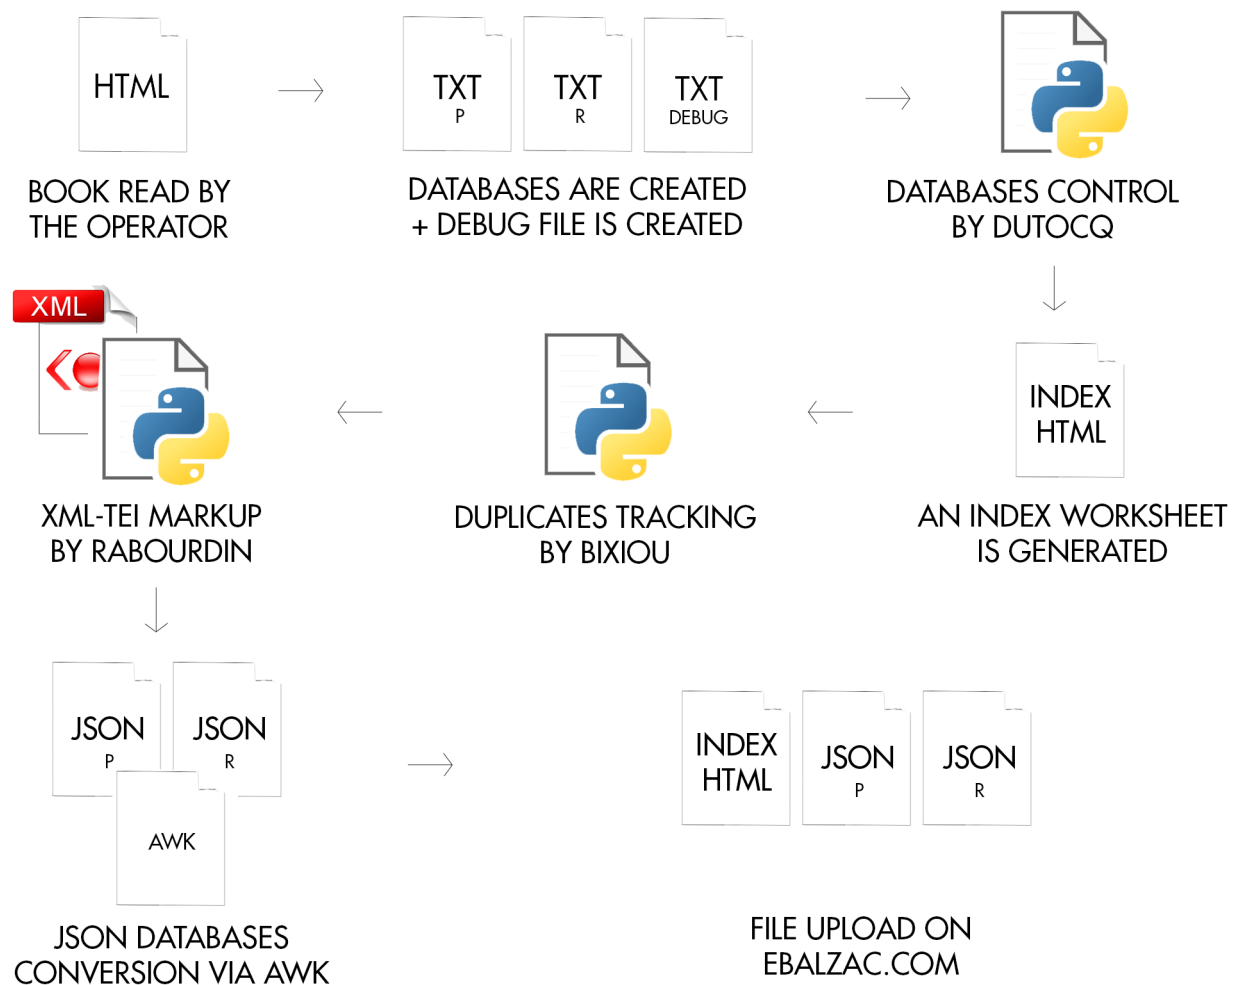 HTML
BOOK READ BY
THE OPERATOR
TXT
P
TXT
R
TXT
DEBUG
DATABASES ARE CREATED
+ DEBUG FILE IS CREATED
DATABASES CONTROL
BY DUTOCQ
INDEX
HTML
AN INDEX WORKSHEET
IS GENERATED
DUPLICATES TRACKING
BY BIXIOU
XML
XML-TEI MARKUP
BY RABOURDIN
JSON
P
JSON
R
AWK
JSON DATABASES
CONVERSION VIA AWK
INDEX
HTML
JSON
P
JSON
R
FILE UPLOAD ON
EBALZAC.COM